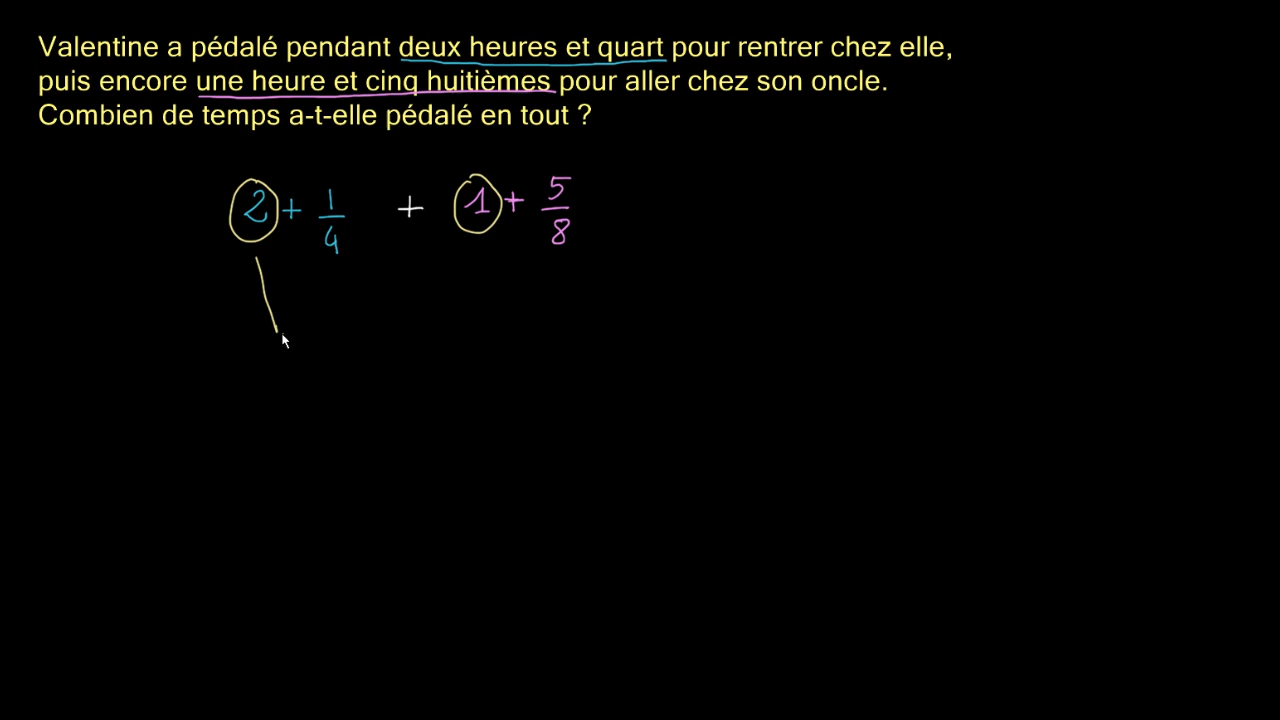 Valentine a pédalé pendant deux heures et quart pour rentrer chez elle,
puis encore une heure et cinq huitièmes pour aller chez son oncle.
Combien de temps a-t-elle pédalé en tout ?
2 + 1/4 + 1 + 5/8